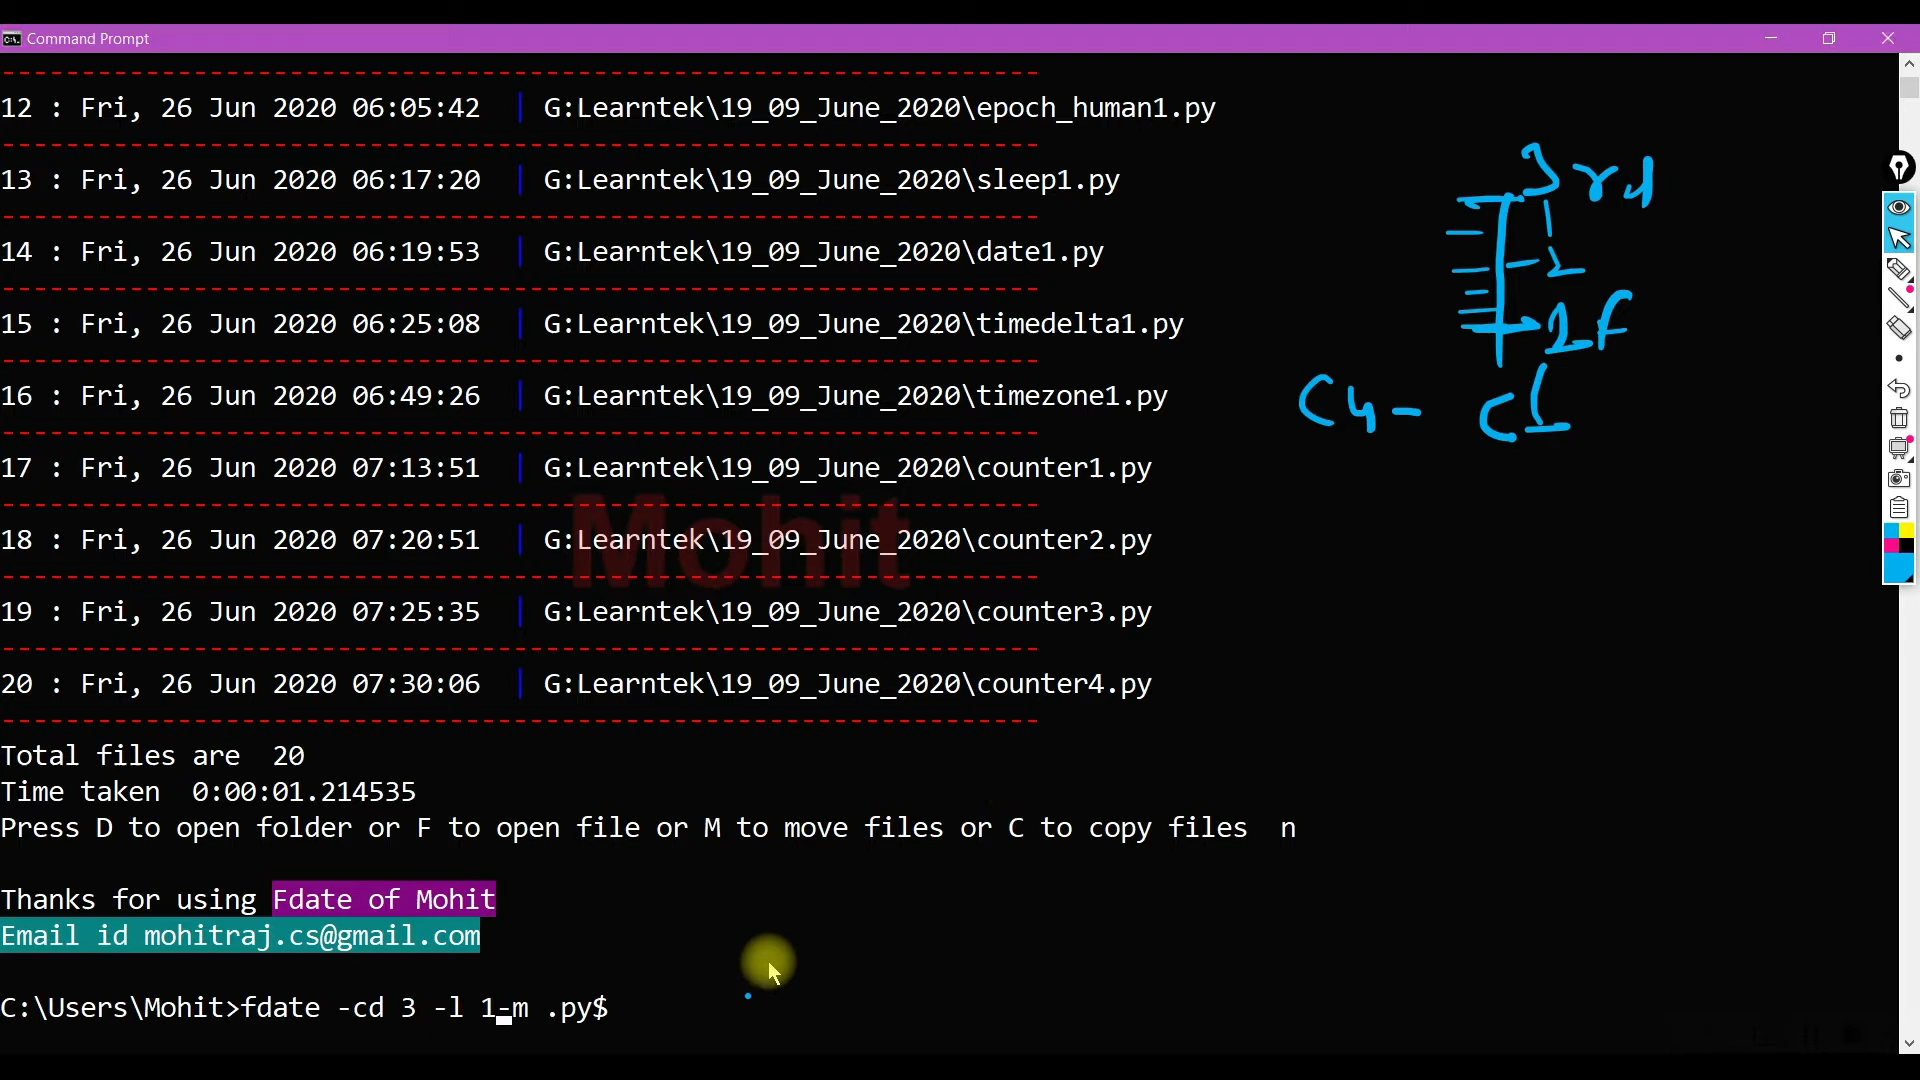 Command Prompt
12 : Fri, 26 Jun 2020 06:05:42 | G:Learntek\19_09_June_2020\epoch_human1.py
13 : Fri, 26 Jun 2020 06:17:20 | G:Learntek\19_09_June_2020\sleep1.py
14 : Fri, 26 Jun 2020 06:19:53 | G:Learntek\19_09_June_2020\date1.py
15 : Fri, 26 Jun 2020 06:25:08 | G:Learntek\19_09_June_2020\timedelta1.py
16 : Fri, 26 Jun 2020 06:49:26 | G:Learntek\19_09_June_2020\timezone1.py
17 : Fri, 26 Jun 2020 07:13:51 | G:Learntek\19_09_June_2020\counter1.py
18 : Fri, 26 Jun 2020 07:20:51 | G:Learntek\19_09_June_2020\counter2.py
19 : Fri, 26 Jun 2020 07:25:35 | G:Learntek\19_09_June_2020\counter3.py
20 : Fri, 26 Jun 2020 07:30:06 | G:Learntek\19_09_June_2020\counter4.py
Total files are  20
Time taken  0:00:01.214535
Press D to open folder or F to open file or M to move files or C to copy files  n
Thanks for using Fdate of Mohit
Email id mohitraj.cs@gmail.com
C:\Users\Mohit>fdate -cd 3 -l 1-m .py$
Mohit
3rd
2
1F
C4- C1